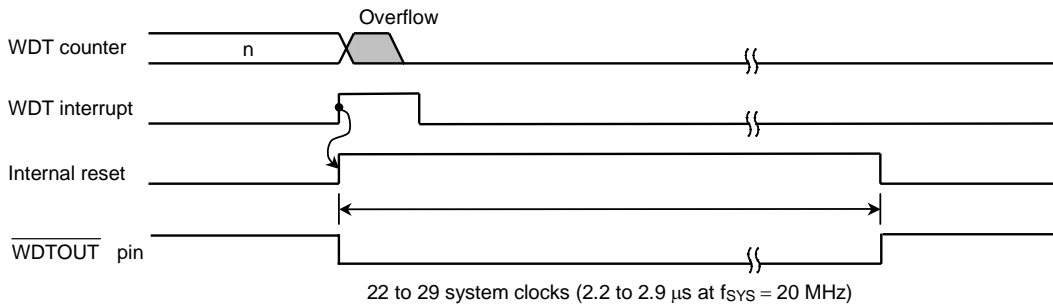 Overflow
WDT counter n
WDT interrupt
Internal reset
WDTOUT pin
22 to 29 system clocks (2.2 to 2.9 μs at fSYS = 20 MHz)